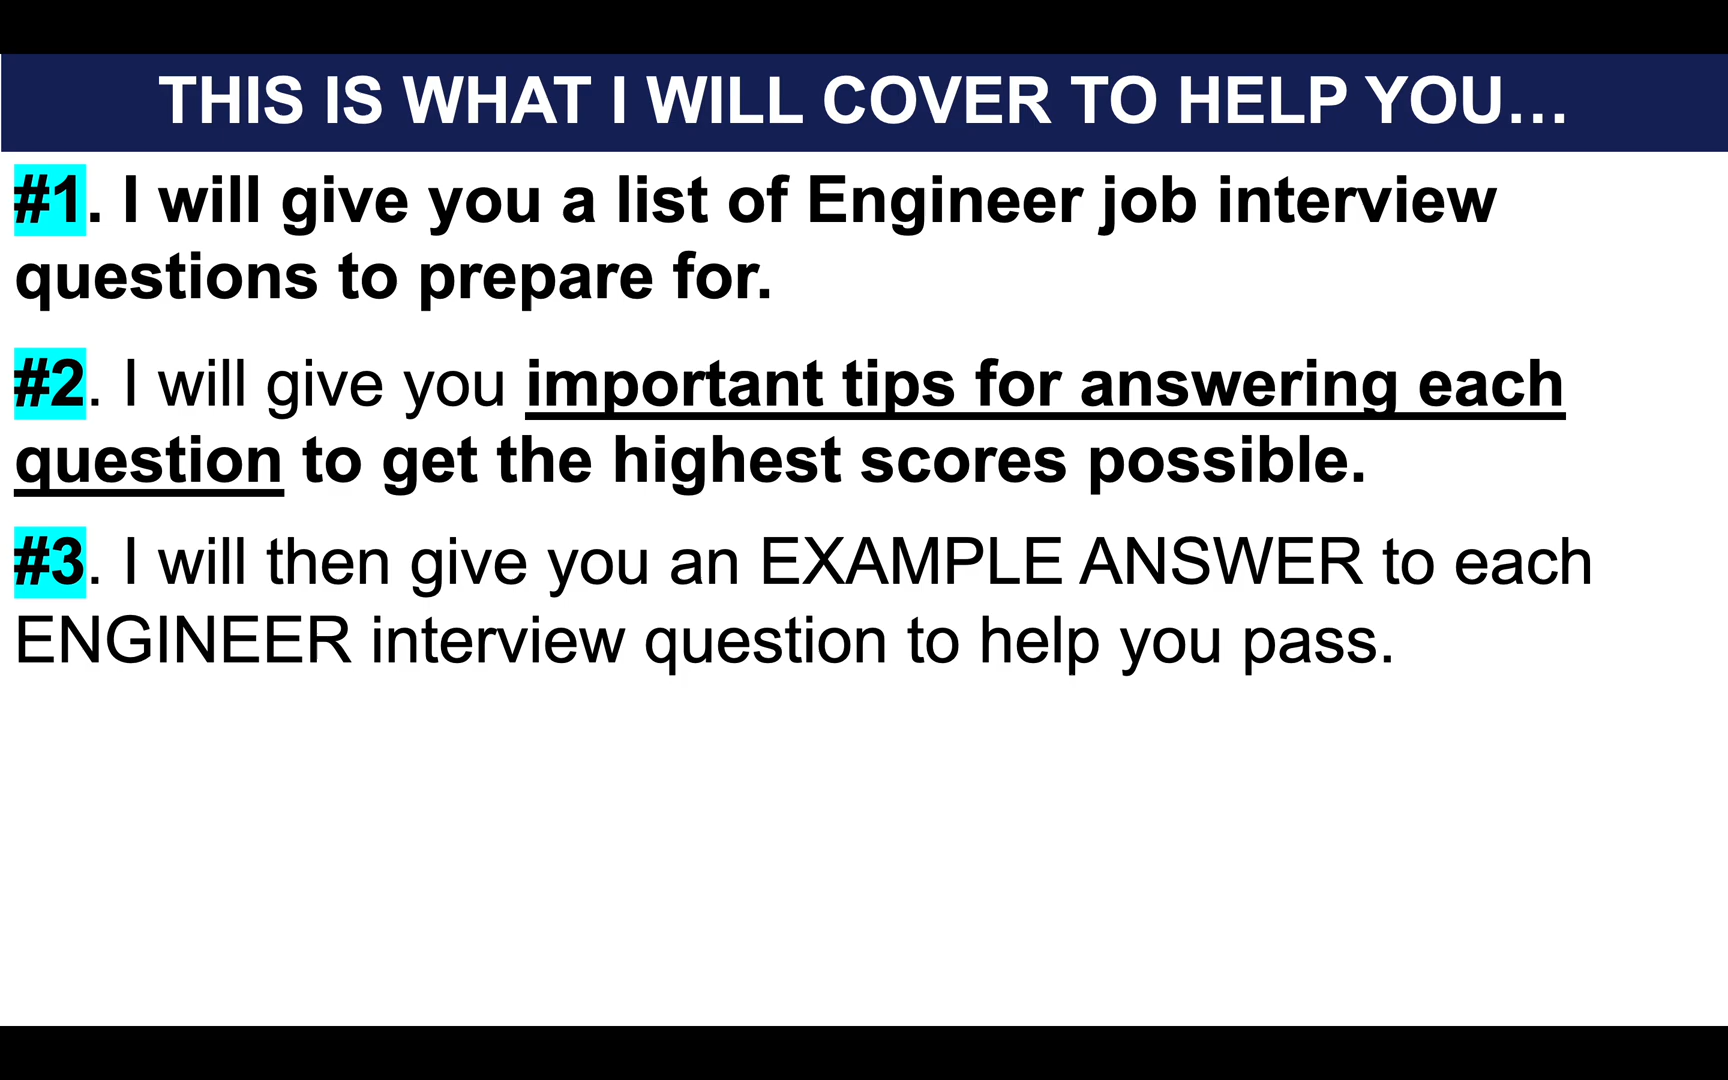 THIS IS WHAT I WILL COVER TO HELP YOU…
#1. I will give you a list of Engineer job interview
questions to prepare for.
#2. I will give you important tips for answering each
question to get the highest scores possible.
#3. I will then give you an EXAMPLE ANSWER to each
ENGINEER interview question to help you pass.